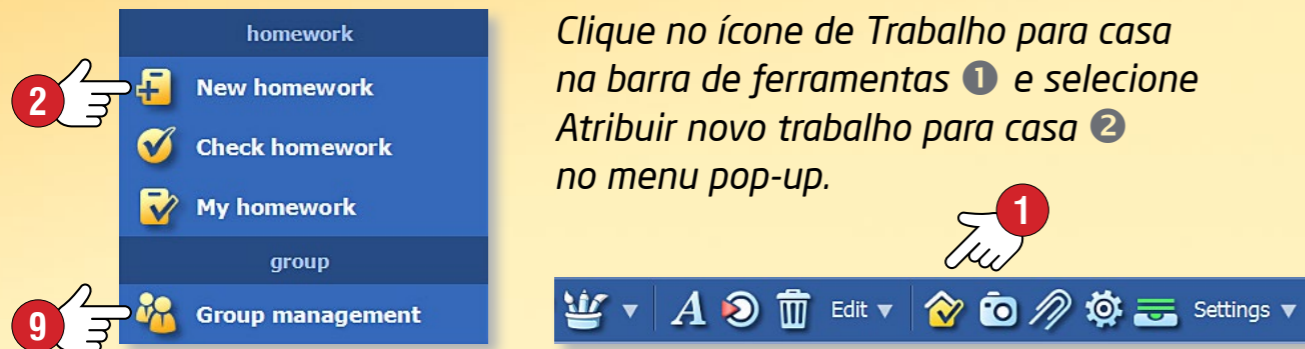 homework
2
New homework
Check homework
My homework
group
9
Group management
Clique no ícone de Trabalho para casa
na barra de ferramentas ❶ e selecione
Atribuir novo trabalho para casa ❷
no menu pop-up.
1
A Edit ▼ Settings ▼